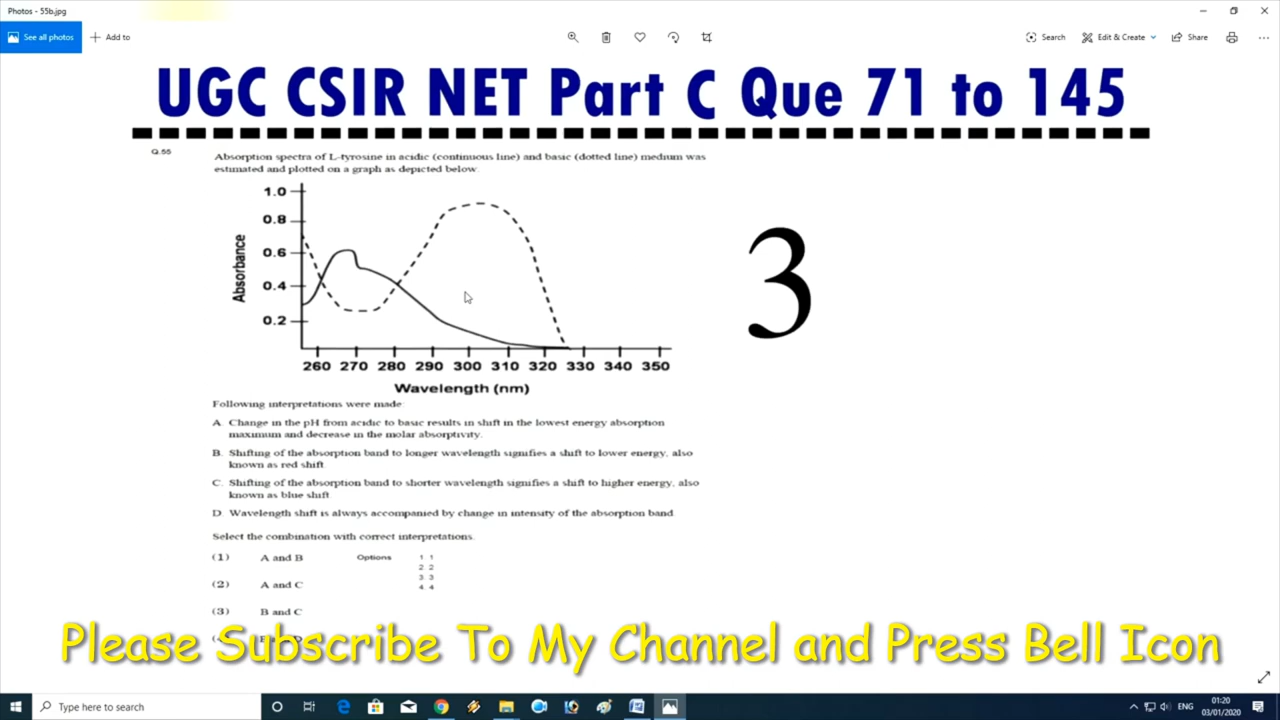 Photos - 55b.jpg
See all photos
Add to
Search
Edit & Create
Share
UGC CSIR NET Part C Que 71 to 145
Q.55
Absorption spectra of L-tyrosine in acidic (continuous line) and basic (dotted line) medium was
estimated and plotted on a graph as depicted below.
1.0
0.8
0.6
0.4
0.2
Absorbance
260 270 280 290 300 310 320 330 340 350
Wavelength (nm)
3
Following interpretations were made:
A. Change in the pH from acidic to basic results in shift in the lowest energy absorption
maximum and decrease in the molar absorptivity.
B. Shifting of the absorption band to longer wavelength signifies a shift to lower energy, also
known as red shift.
C. Shifting of the absorption band to shorter wavelength signifies a shift to higher energy, also
known as blue shift.
D. Wavelength shift is always accompanied by change in intensity of the absorption band.
Select the combination with correct interpretations.
(1) A and B Options 1 1
2 2
3 3
(2) A and C 4 4
(3) B and C
Please Subscribe To My Channel and Press Bell Icon
Type here to search
ENG
01:20
03/01/2020